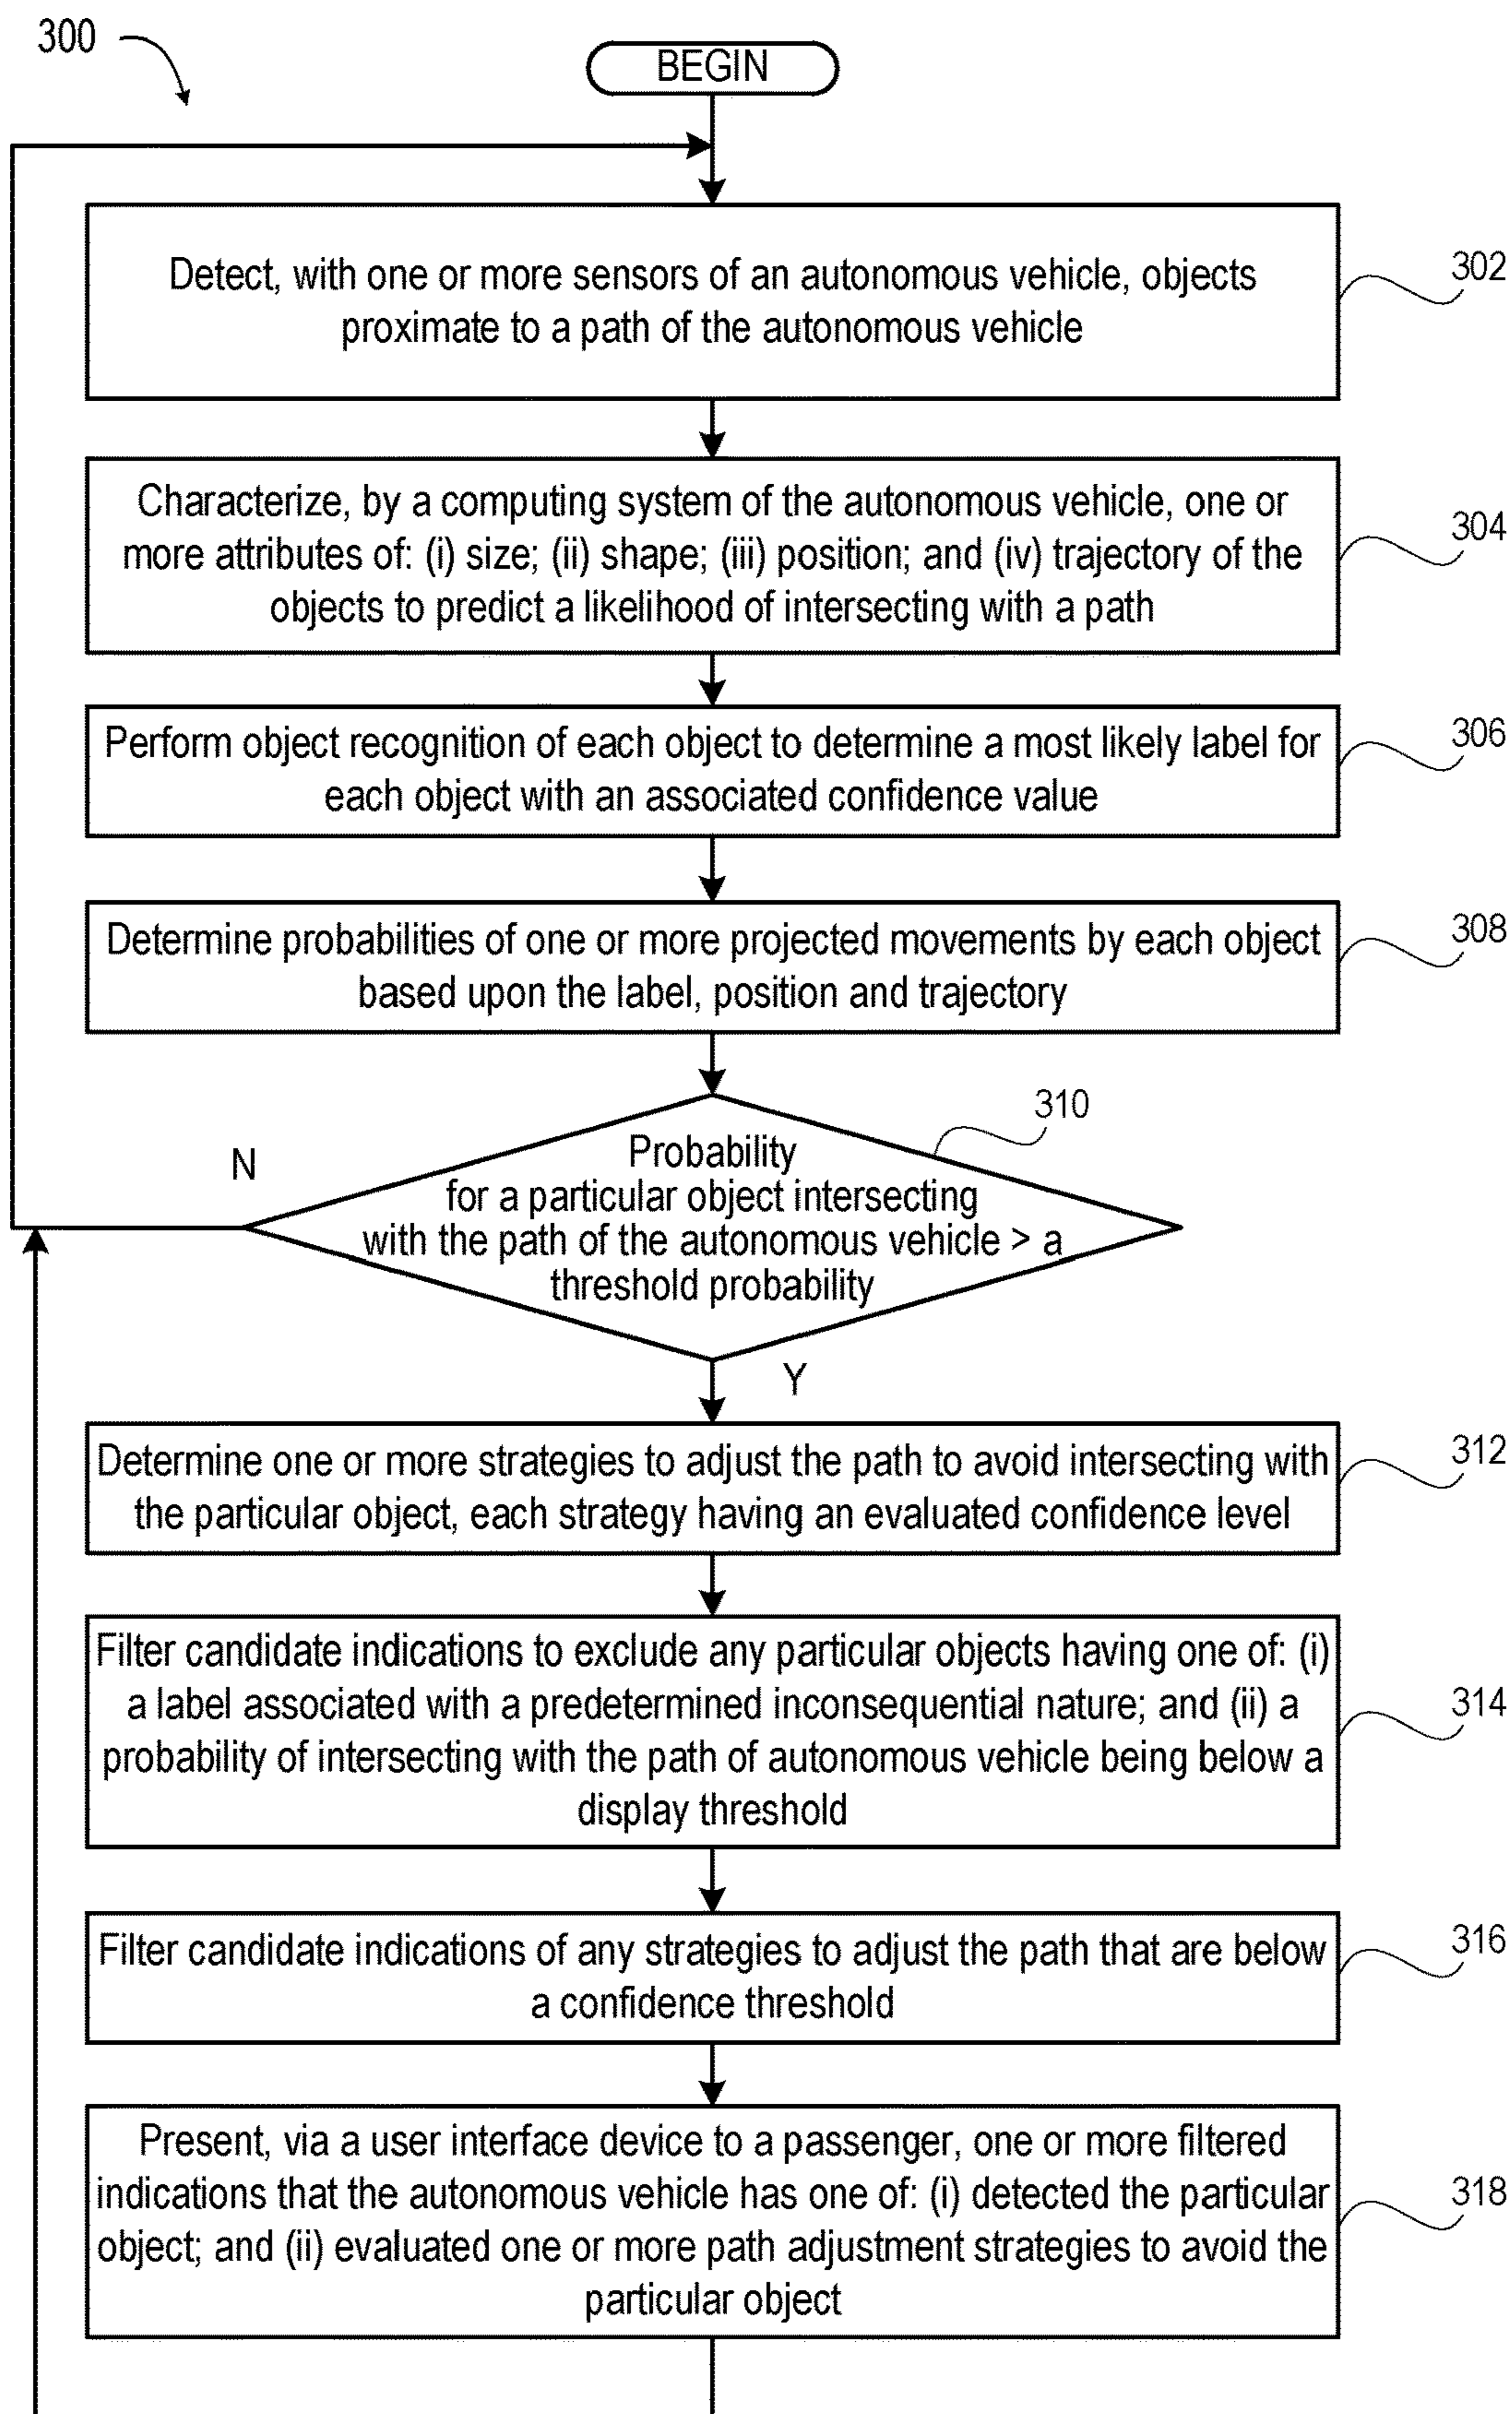 300
BEGIN
Detect, with one or more sensors of an autonomous vehicle, objects
proximate to a path of the autonomous vehicle
302
Characterize, by a computing system of the autonomous vehicle, one or
more attributes of: (i) size; (ii) shape; (iii) position; and (iv) trajectory of the
objects to predict a likelihood of intersecting with a path
304
Perform object recognition of each object to determine a most likely label for
each object with an associated confidence value
306
Determine probabilities of one or more projected movements by each object
based upon the label, position and trajectory
308
310
N
Probability
for a particular object intersecting
with the path of the autonomous vehicle > a
threshold probability
Y
Determine one or more strategies to adjust the path to avoid intersecting with
the particular object, each strategy having an evaluated confidence level
312
Filter candidate indications to exclude any particular objects having one of: (i)
a label associated with a predetermined inconsequential nature; and (ii) a
probability of intersecting with the path of autonomous vehicle being below a
display threshold
314
Filter candidate indications of any strategies to adjust the path that are below
a confidence threshold
316
Present, via a user interface device to a passenger, one or more filtered
indications that the autonomous vehicle has one of: (i) detected the particular
object; and (ii) evaluated one or more path adjustment strategies to avoid the
particular object
318